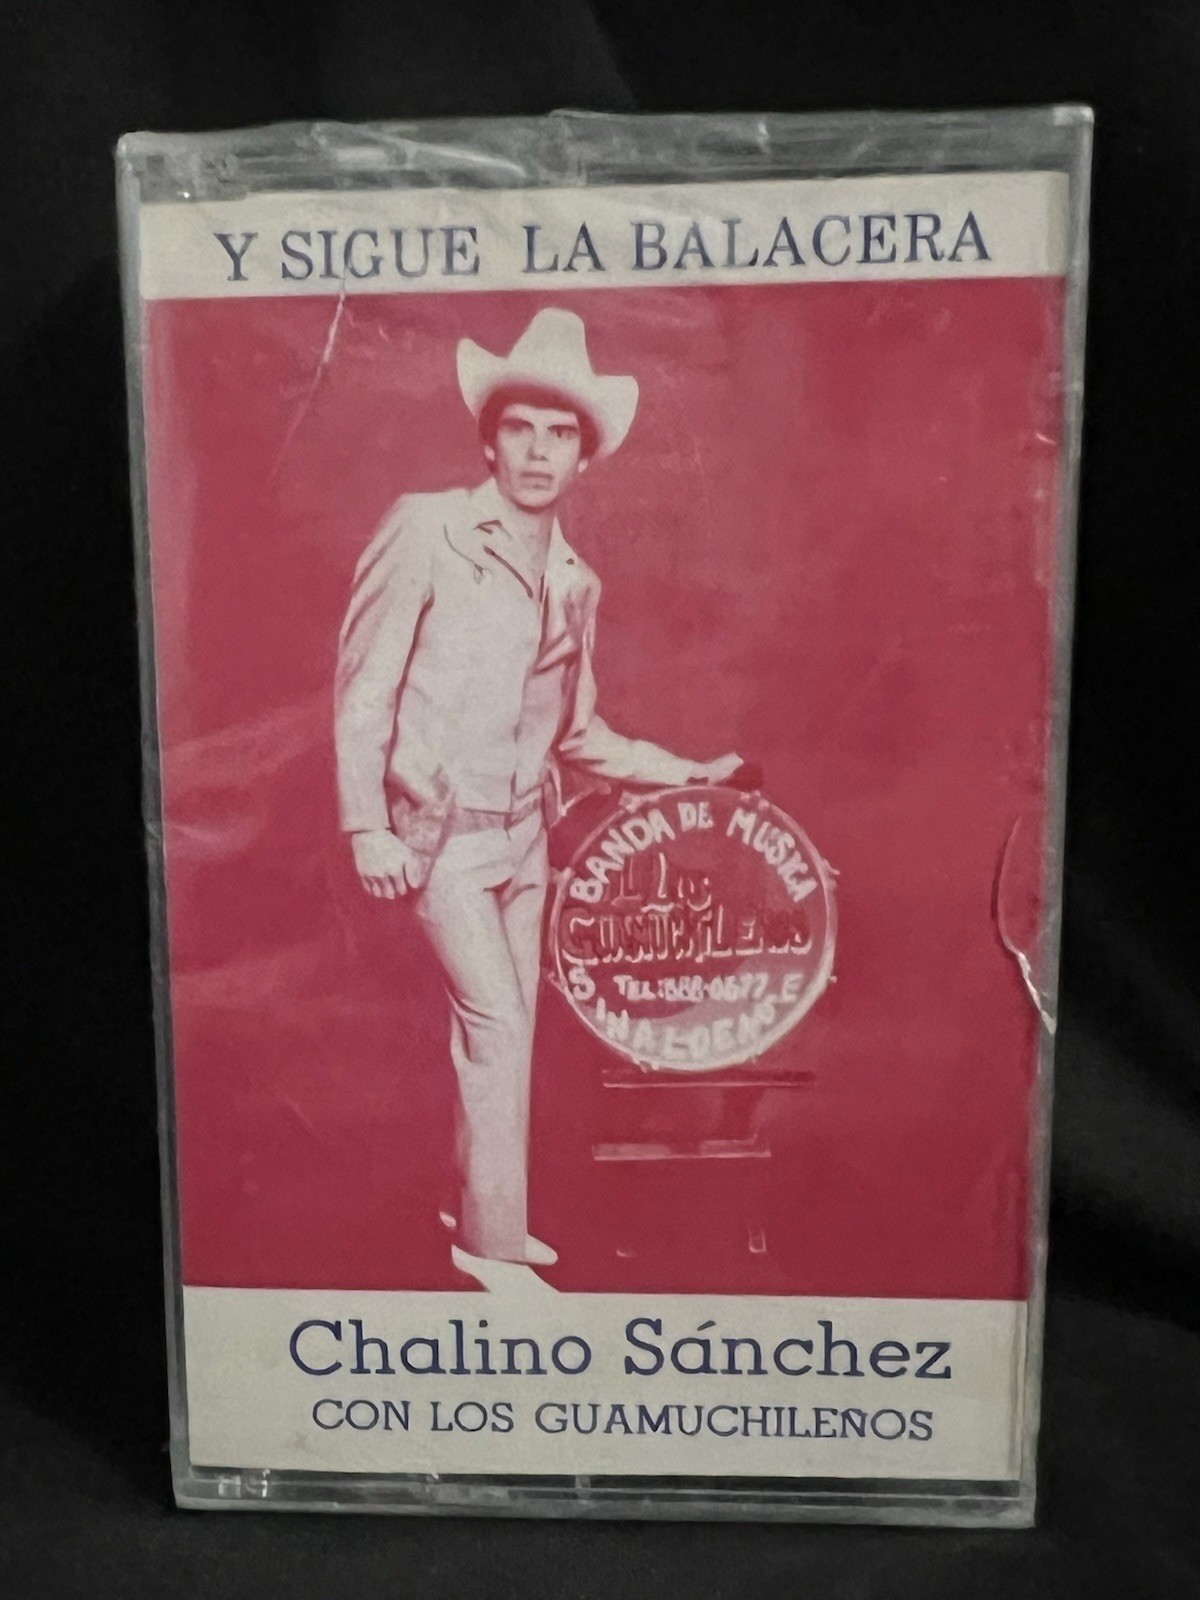 Y SIGUE LA BALACERA
BANDA DE MUSICA
LOS
GUAMUCHILEÑOS
SINALOENSE
Chalino Sánchez
CON LOS GUAMUCHILEÑOS